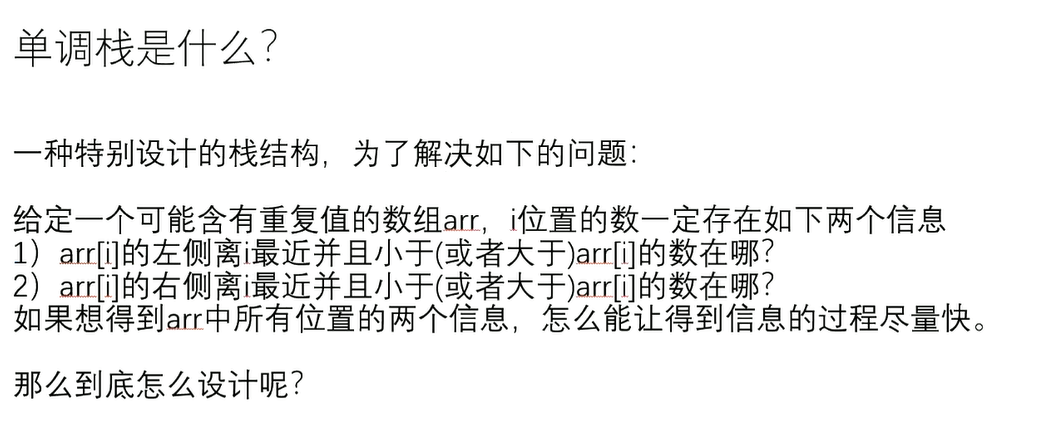 单调栈是什么？
一种特别设计的栈结构，为了解决如下的问题：
给定一个可能含有重复值的数组arr，i位置的数一定存在如下两个信息
1）arr[i]的左侧离i最近并且小于(或者大于)arr[i]的数在哪？
2）arr[i]的右侧离i最近并且小于(或者大于)arr[i]的数在哪？
如果想得到arr中所有位置的两个信息，怎么能让得到信息的过程尽量快。
那么到底怎么设计呢？